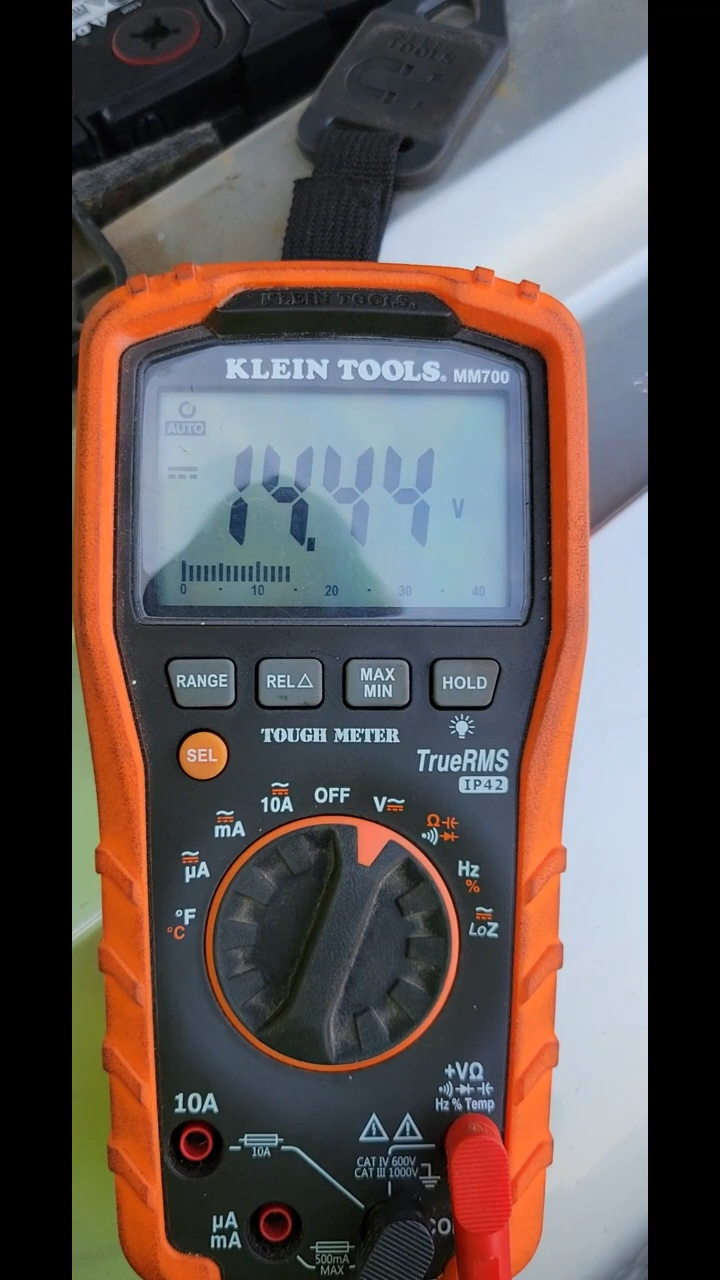 TOOLS
KLEIN TOOLS.
KLEIN TOOLS. MM700
AUTO
14.44 V
0 10 20 30 40
RANGE
REL△
MAX
MIN
HOLD
SEL
TOUGH METER
TrueRMS
IP42
OFF
10A
V
mA
µA
Ω
Hz
%
°F
°C
LoZ
+VΩ
Hz % Temp
10A
10A
CAT IV 600V
CAT III 1000V
µA
mA
500mA
MAX